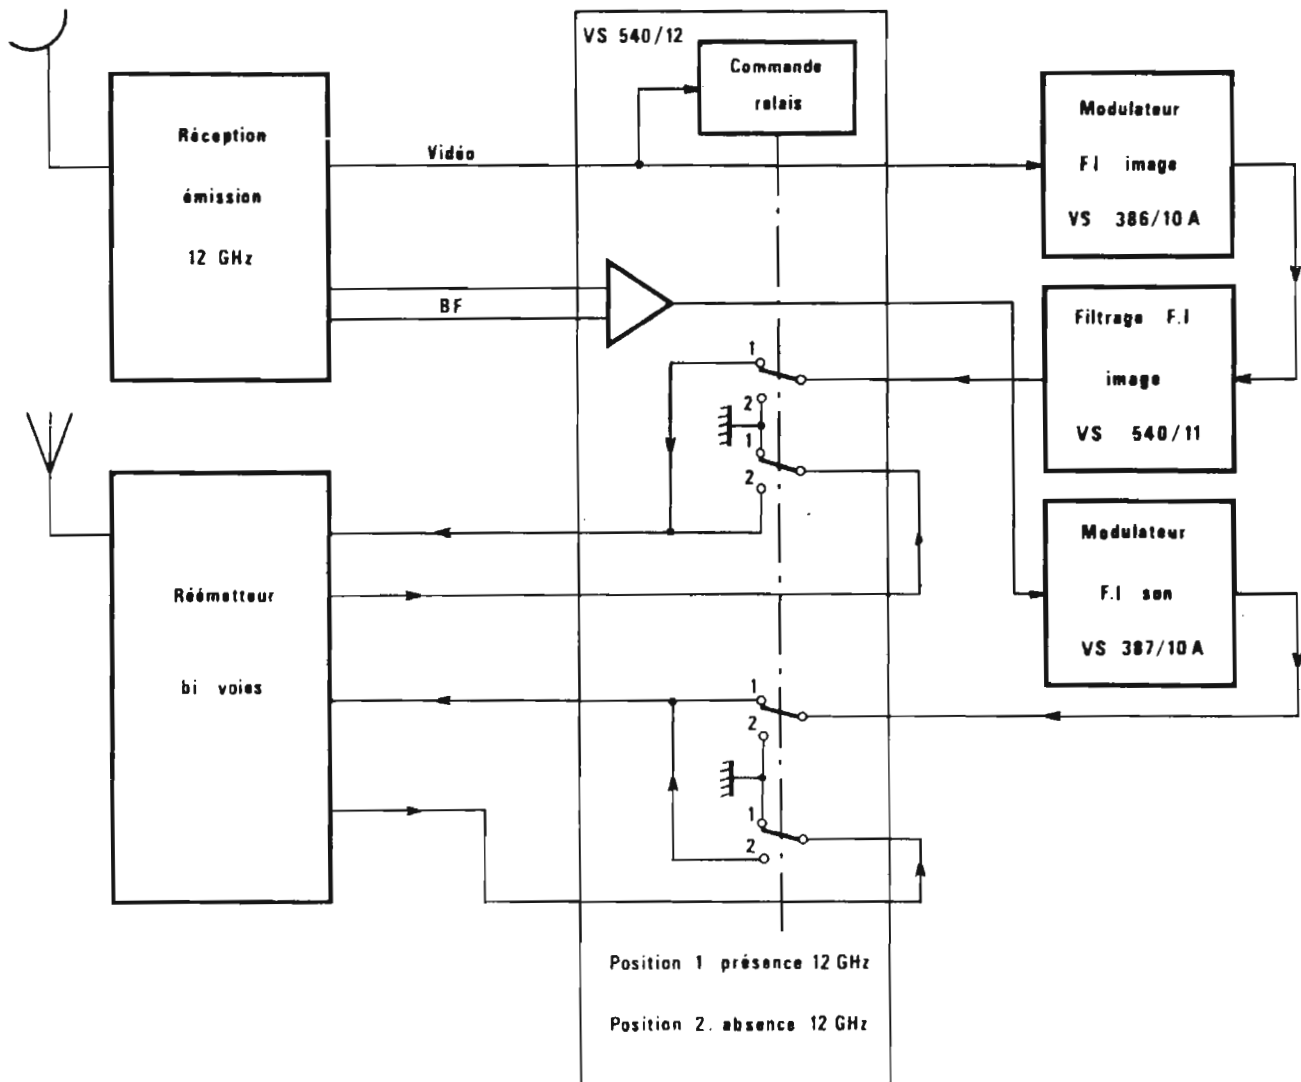 VS 540/12
Commande
relais
Réception
émission
12 GHz
Vidéo
BF
Modulateur
F.I image
VS 386/10 A
Filtrage F.I
image
VS 540/11
Modulateur
F.I son
VS 387/10 A
1
2
1
2
Réémetteur
bi voies
1
2
1
2
Position 1 présence 12 GHz
Position 2. absence 12 GHz